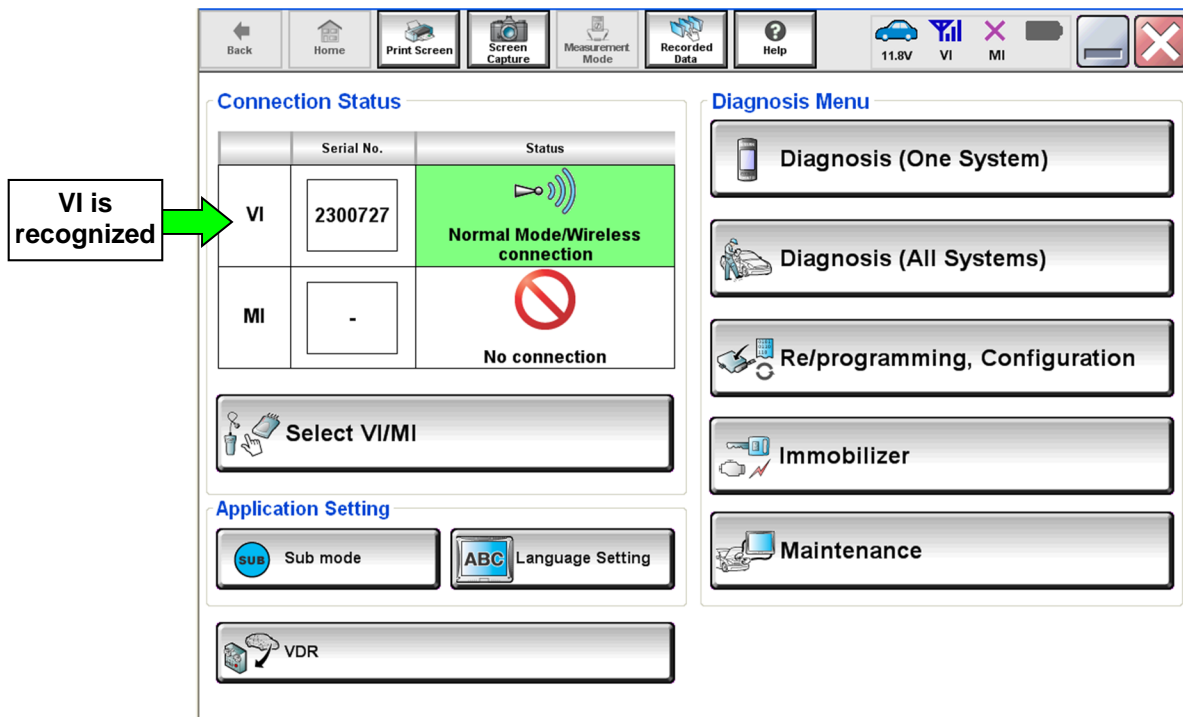 Back
Home
Print Screen
Screen
Capture
Measurement
Mode
Recorded
Data
?
Help
11.8V
VI
MI
Connection Status
Serial No.
Status
VI
2300727
Normal Mode/Wireless
connection
MI
-
No connection
VI is
recognized
Select VI/MI
Application Setting
SUB
Sub mode
ABC
Language Setting
VDR
Diagnosis Menu
Diagnosis (One System)
Diagnosis (All Systems)
Re/programming, Configuration
Immobilizer
Maintenance